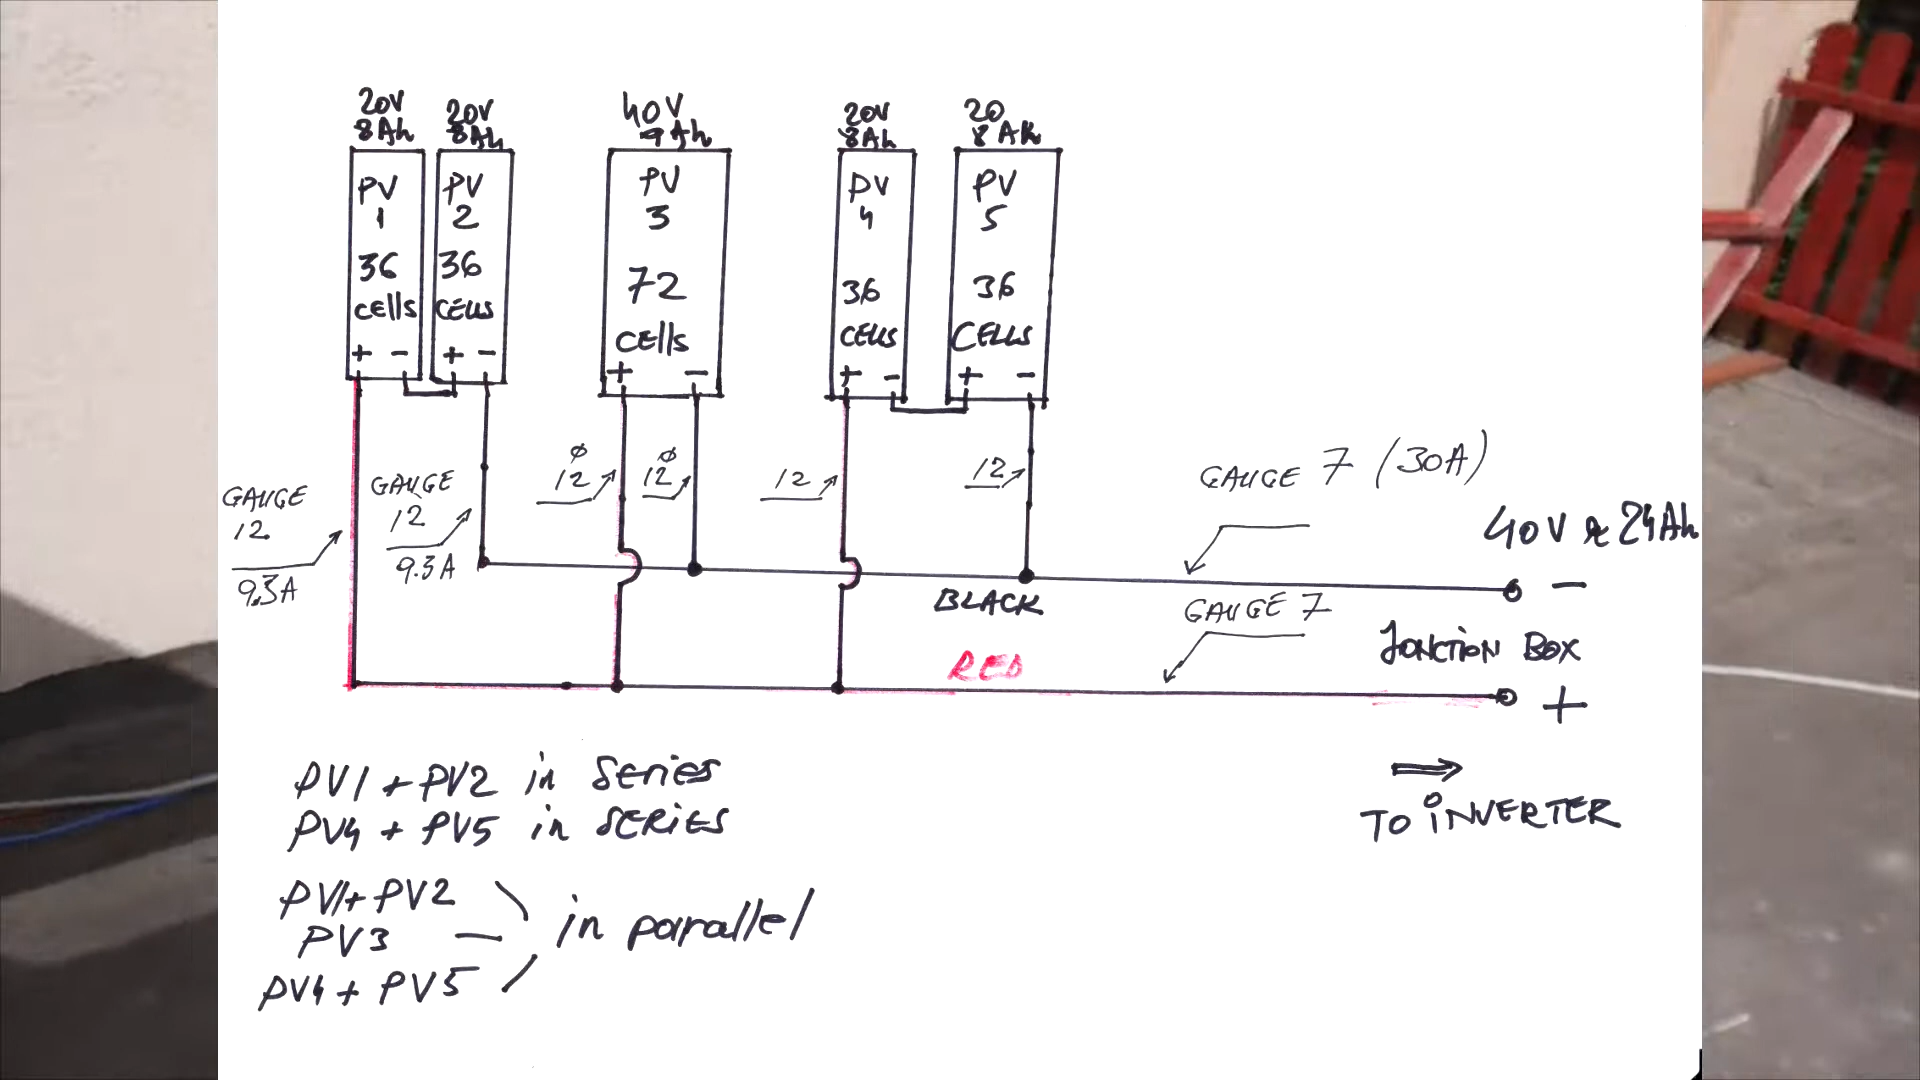 20V
8Ah
20V
8Ah
40V
9Ah
20V
8Ah
20
8Ah
PV
1
36
cells
+ -
PV
2
36
CELLS
+ -
PV
3
72
cells
+ -
PV
4
36
CELLS
+ -
PV
5
36
CELLS
+ -
GAUGE
12
9.3A
GAUGE
12
9.3A
ø
12
ø
12
12
12
GAUGE 7 (30A)
40V ≈ 24Ah
-
BLACK
GAUGE 7
JONCTION BOX
RED
+
TO INVERTER
PV1 + PV2 in Series
PV4 + PV5 in SERIES
PV1+ PV2
PV3
PV4 + PV5
in parallel